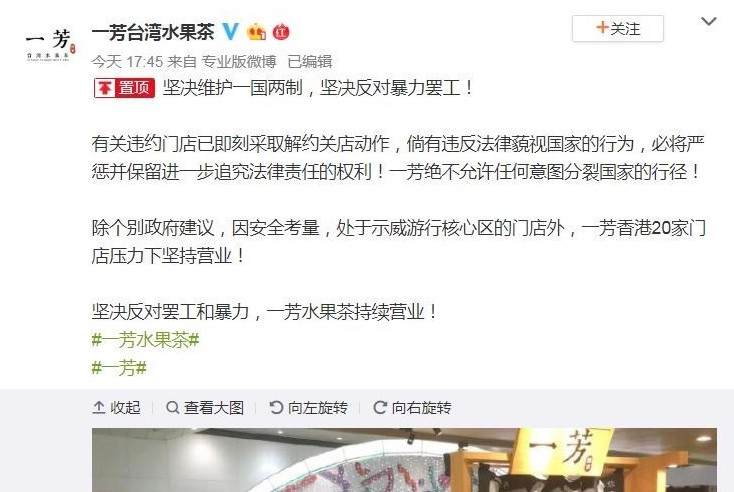 一芳
台湾水果茶
一芳台湾水果茶
+关注
今天 17:45 来自 专业版微博 已编辑
置顶 坚决维护一国两制，坚决反对暴力罢工！
有关违约门店已即刻采取解约关店动作，倘有违反法律藐视国家的行为，必将严
惩并保留进一步追究法律责任的权利！一芳绝不允许任何意图分裂国家的行径！
除个别政府建议，因安全考量，处于示威游行核心区的门店外，一芳香港20家门
店压力下坚持营业！
坚决反对罢工和暴力，一芳水果茶持续营业！
#一芳水果茶#
#一芳#
收起 查看大图 向左旋转 向右旋转
一芳